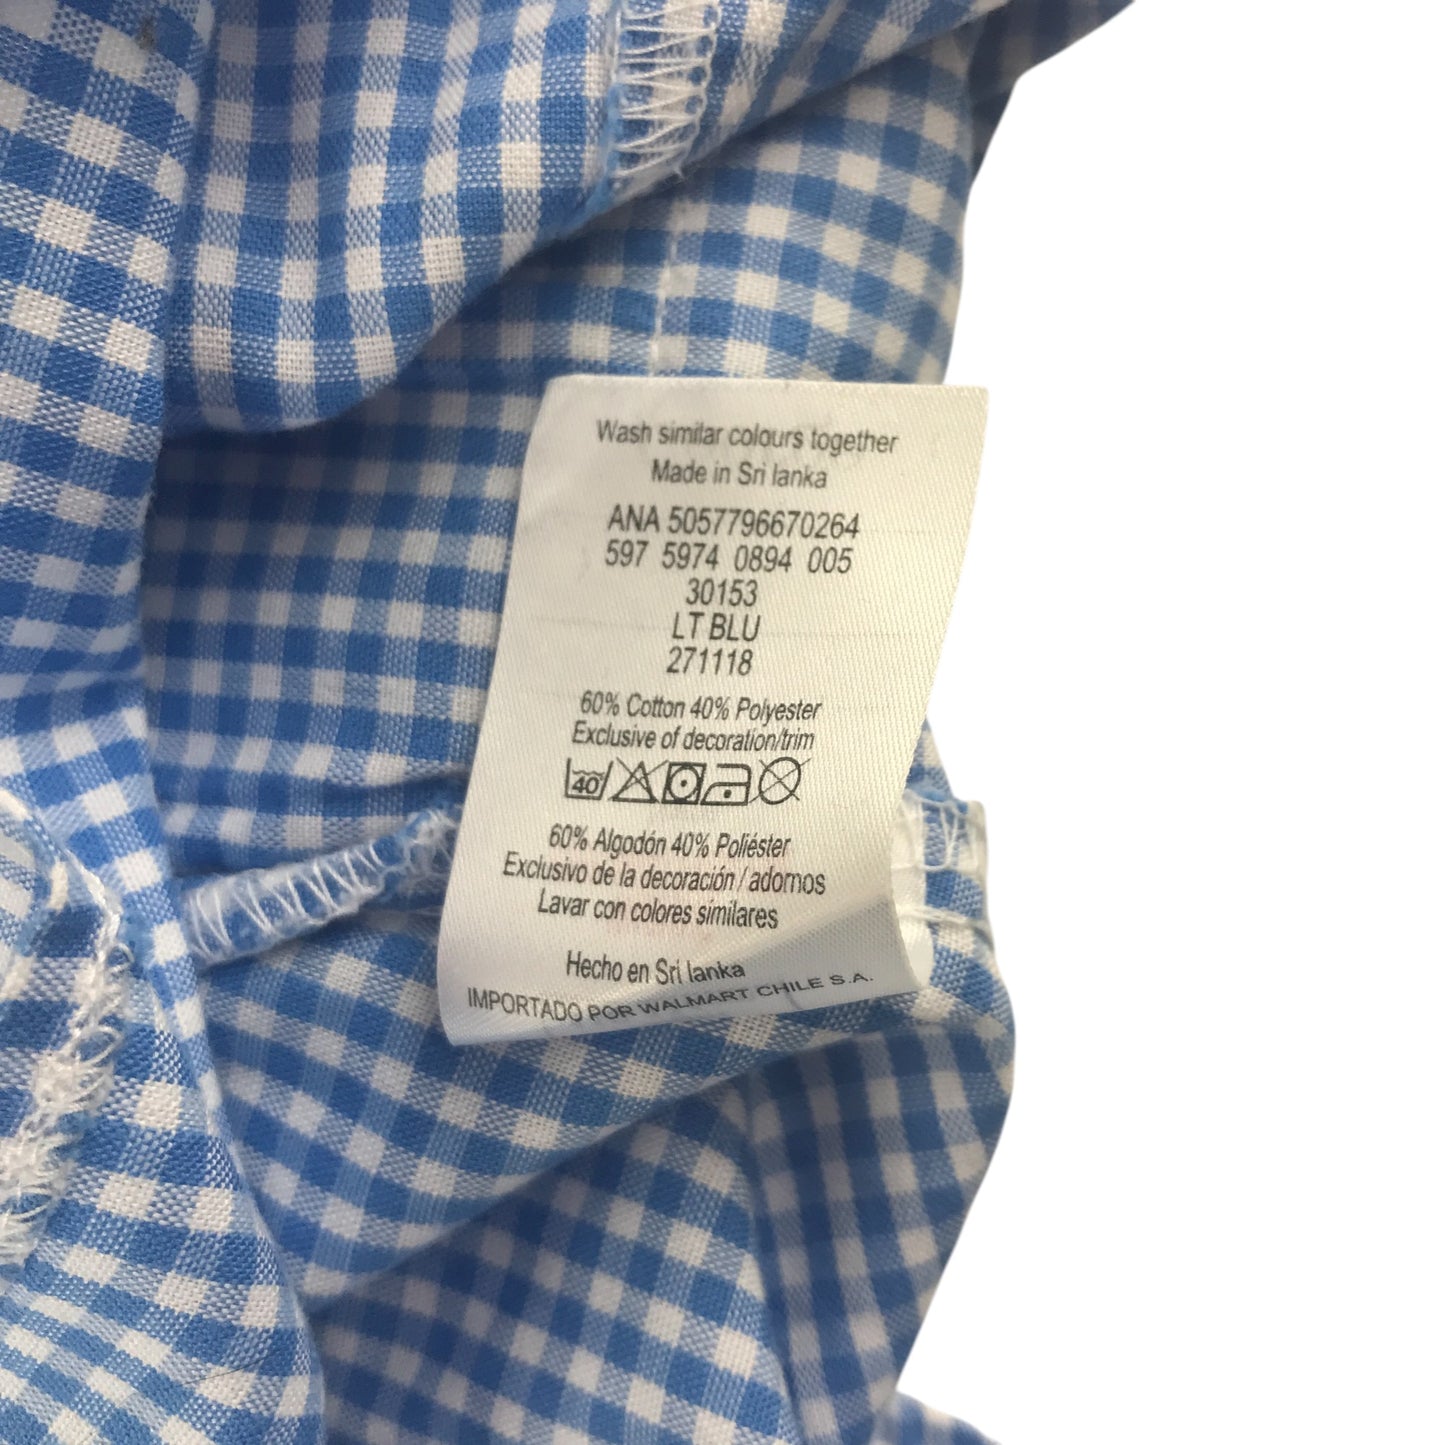 Wash similar colours together
Made in Sri lanka
ANA 5057796670264
597 5974 0894 005
30153
LT BLU
271118
60% Cotton 40% Polyester
Exclusive of decoration/trim
40
60% Algodón 40% Poliéster
Exclusivo de la decoración / adornos
Lavar con colores símilares
Hecho en Sri lanka
IMPORTADO POR WALMART CHILE S.A.